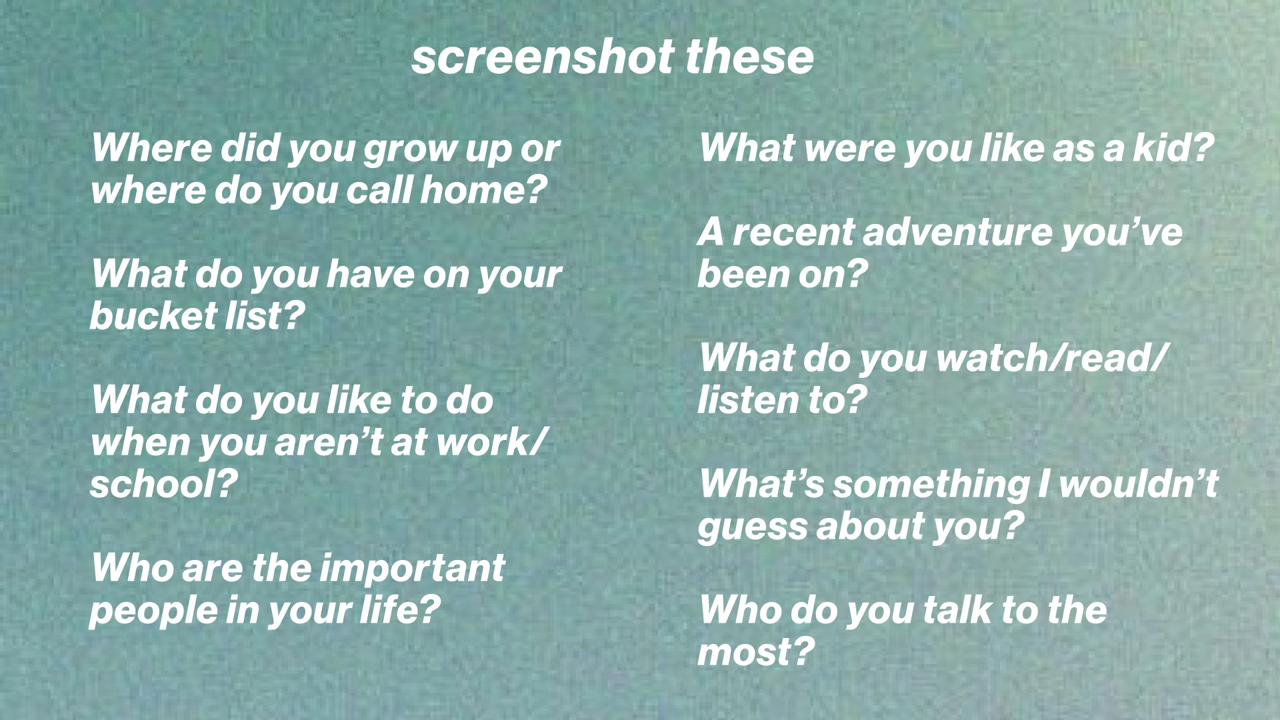 screenshot these
Where did you grow up or
where do you call home?
What do you have on your
bucket list?
What do you like to do
when you aren’t at work/
school?
Who are the important
people in your life?
What were you like as a kid?
A recent adventure you’ve
been on?
What do you watch/read/
listen to?
What’s something I wouldn’t
guess about you?
Who do you talk to the
most?